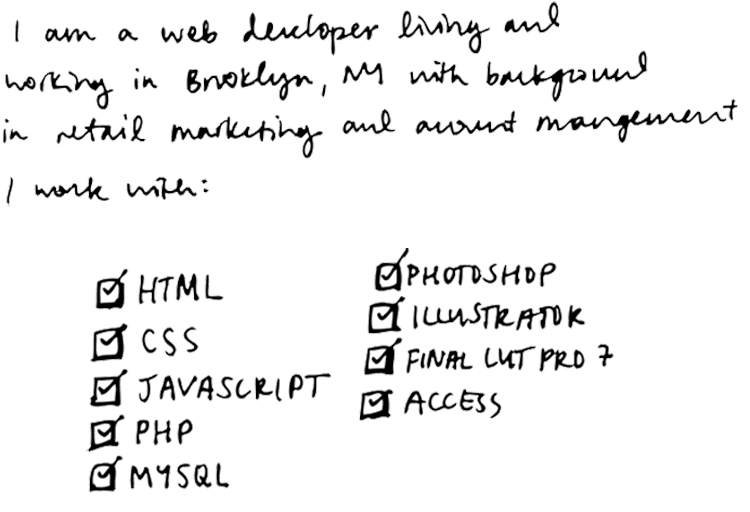 I am a web developer living and
working in Brooklyn, NY with background
in retail marketing and account mangement
I work with:
HTML
CSS
JAVASCRIPT
PHP
MYSQL
PHOTOSHOP
ILLUSTRATOR
FINAL CUT PRO 7
ACCESS